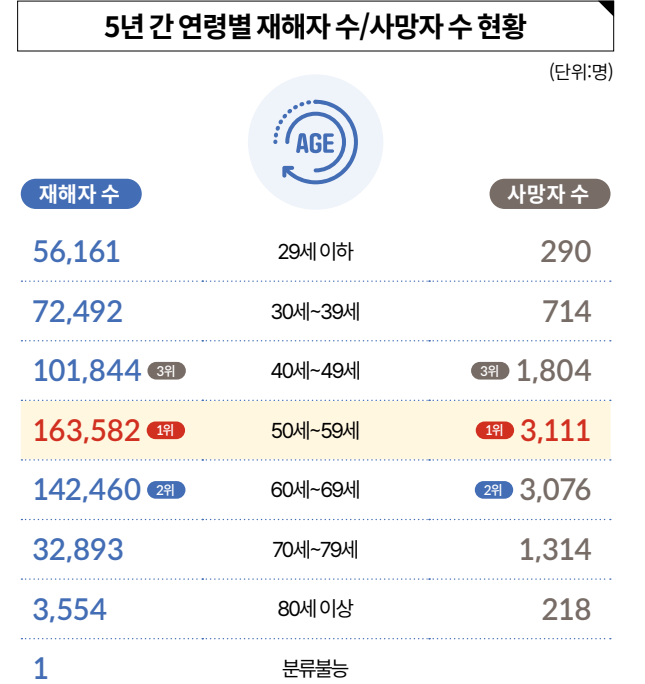 5년 간 연령별 재해자 수/사망자 수 현황
(단위:명)
AGE
재해자 수 사망자 수
56,161 29세 이하 290
72,492 30세~39세 714
101,844 3위 40세~49세 3위 1,804
163,582 1위 50세~59세 1위 3,111
142,460 2위 60세~69세 2위 3,076
32,893 70세~79세 1,314
3,554 80세 이상 218
1 분류불능